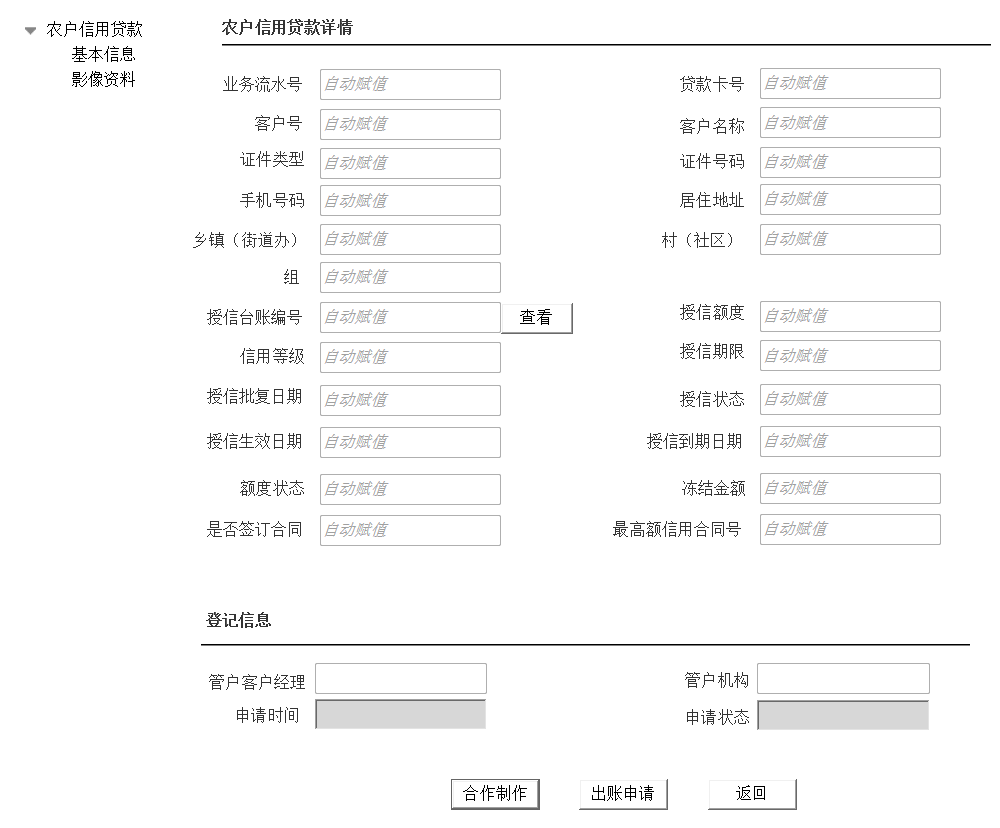 农户信用贷款
基本信息
影像资料
农户信用贷款详情
业务流水号 自动赋值 贷款卡号 自动赋值
客户号 自动赋值 客户名称 自动赋值
证件类型 自动赋值 证件号码 自动赋值
手机号码 自动赋值 居住地址 自动赋值
乡镇（街道办） 自动赋值 村（社区） 自动赋值
组 自动赋值
授信台账编号 自动赋值 查看 授信额度 自动赋值
信用等级 自动赋值 授信期限 自动赋值
授信批复日期 自动赋值 授信状态 自动赋值
授信生效日期 自动赋值 授信到期日期 自动赋值
额度状态 自动赋值 冻结金额 自动赋值
是否签订合同 自动赋值 最高额信用合同号 自动赋值
登记信息
管户客户经理 管户机构
申请时间 申请状态
合作制作 出账申请 返回